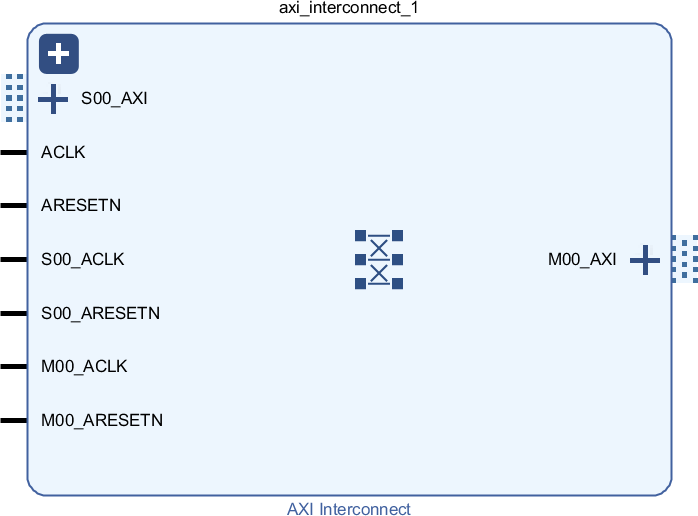 axi_interconnect_1
S00_AXI
ACLK
ARESETN
S00_ACLK
M00_AXI
S00_ARESETN
M00_ACLK
M00_ARESETN
AXI Interconnect